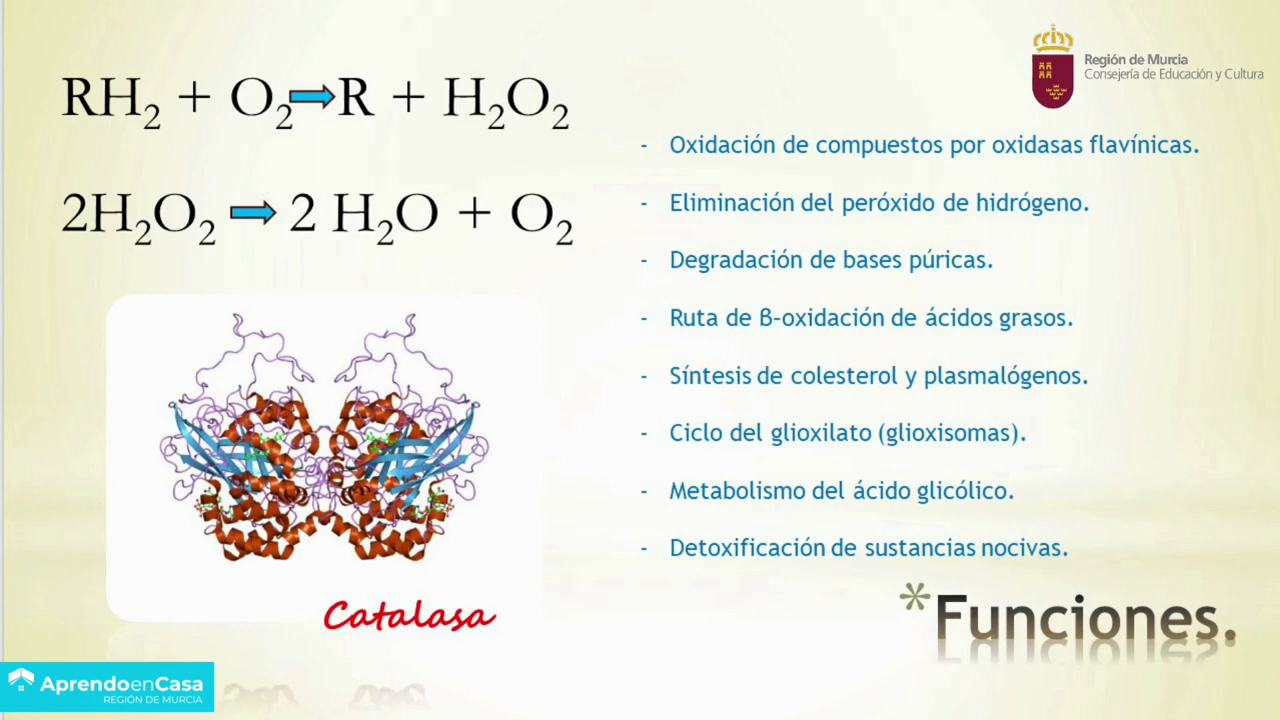 RH₂ + O₂ → R + H₂O₂
2H₂O₂ → 2 H₂O + O₂
Catalasa
Región de Murcia
Consejería de Educación y Cultura
- Oxidación de compuestos por oxidasas flavínicas.
- Eliminación del peróxido de hidrógeno.
- Degradación de bases púricas.
- Ruta de β-oxidación de ácidos grasos.
- Síntesis de colesterol y plasmalógenos.
- Ciclo del glioxilato (glioxisomas).
- Metabolismo del ácido glicólico.
- Detoxificación de sustancias nocivas.
*Funciones.
AprendoenCasa
REGIÓN DE MURCIA